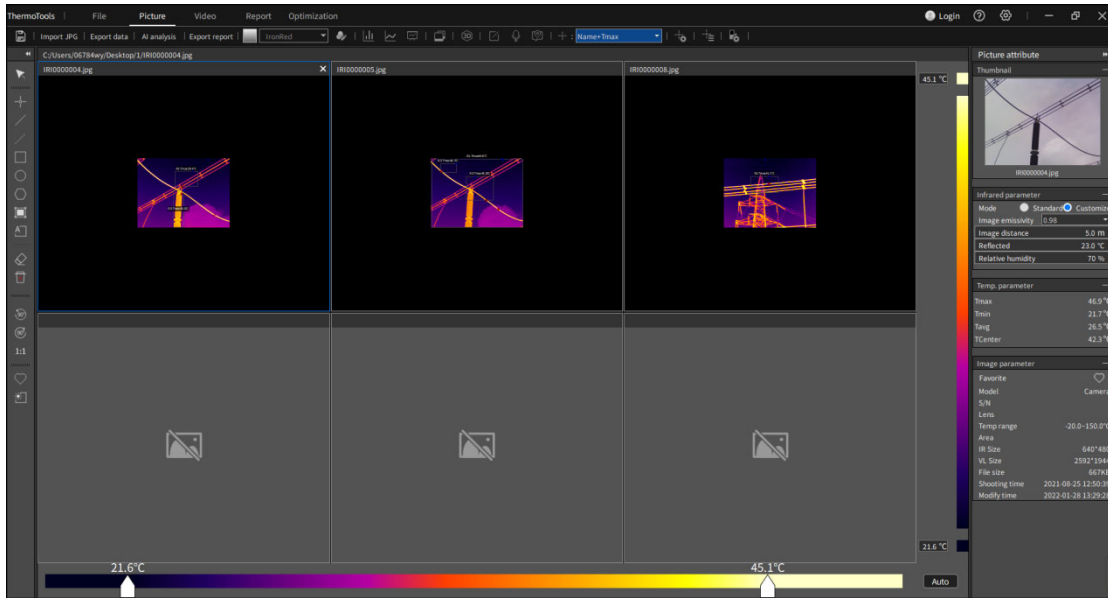 ThermoTools | File Picture Video Report Optimization Login
Import JPG | Export data | AI analysis | Export report | IronRed Name+Tmax
C:/Users/06784wy/Desktop/1/IRI0000004.jpg
IRI0000004.jpg
IRI0000005.jpg
IRI0000008.jpg
45.1 °C
21.6 °C
21.6°C
45.1°C
Auto
1:1
Picture attribute
Thumbnail
IRI0000004.jpg
Infrared parameter
Mode Standard Customize
Image emissivity 0.98
Image distance 5.0 m
Reflected 23.0 °C
Relative humidity 70 %
Temp. parameter
Tmax 46.9 °C
Tmin 21.7 °C
Tavg 26.5 °C
TCenter 42.3 °C
Image parameter
Favorite
Model Camera
S/N
Lens
Temp range -20.0~150.0°C
Area
IR Size 640*480
VL Size 2592*1944
File size 667KB
Shooting time 2021-08-25 12:50:39
Modify time 2022-01-28 13:29:28